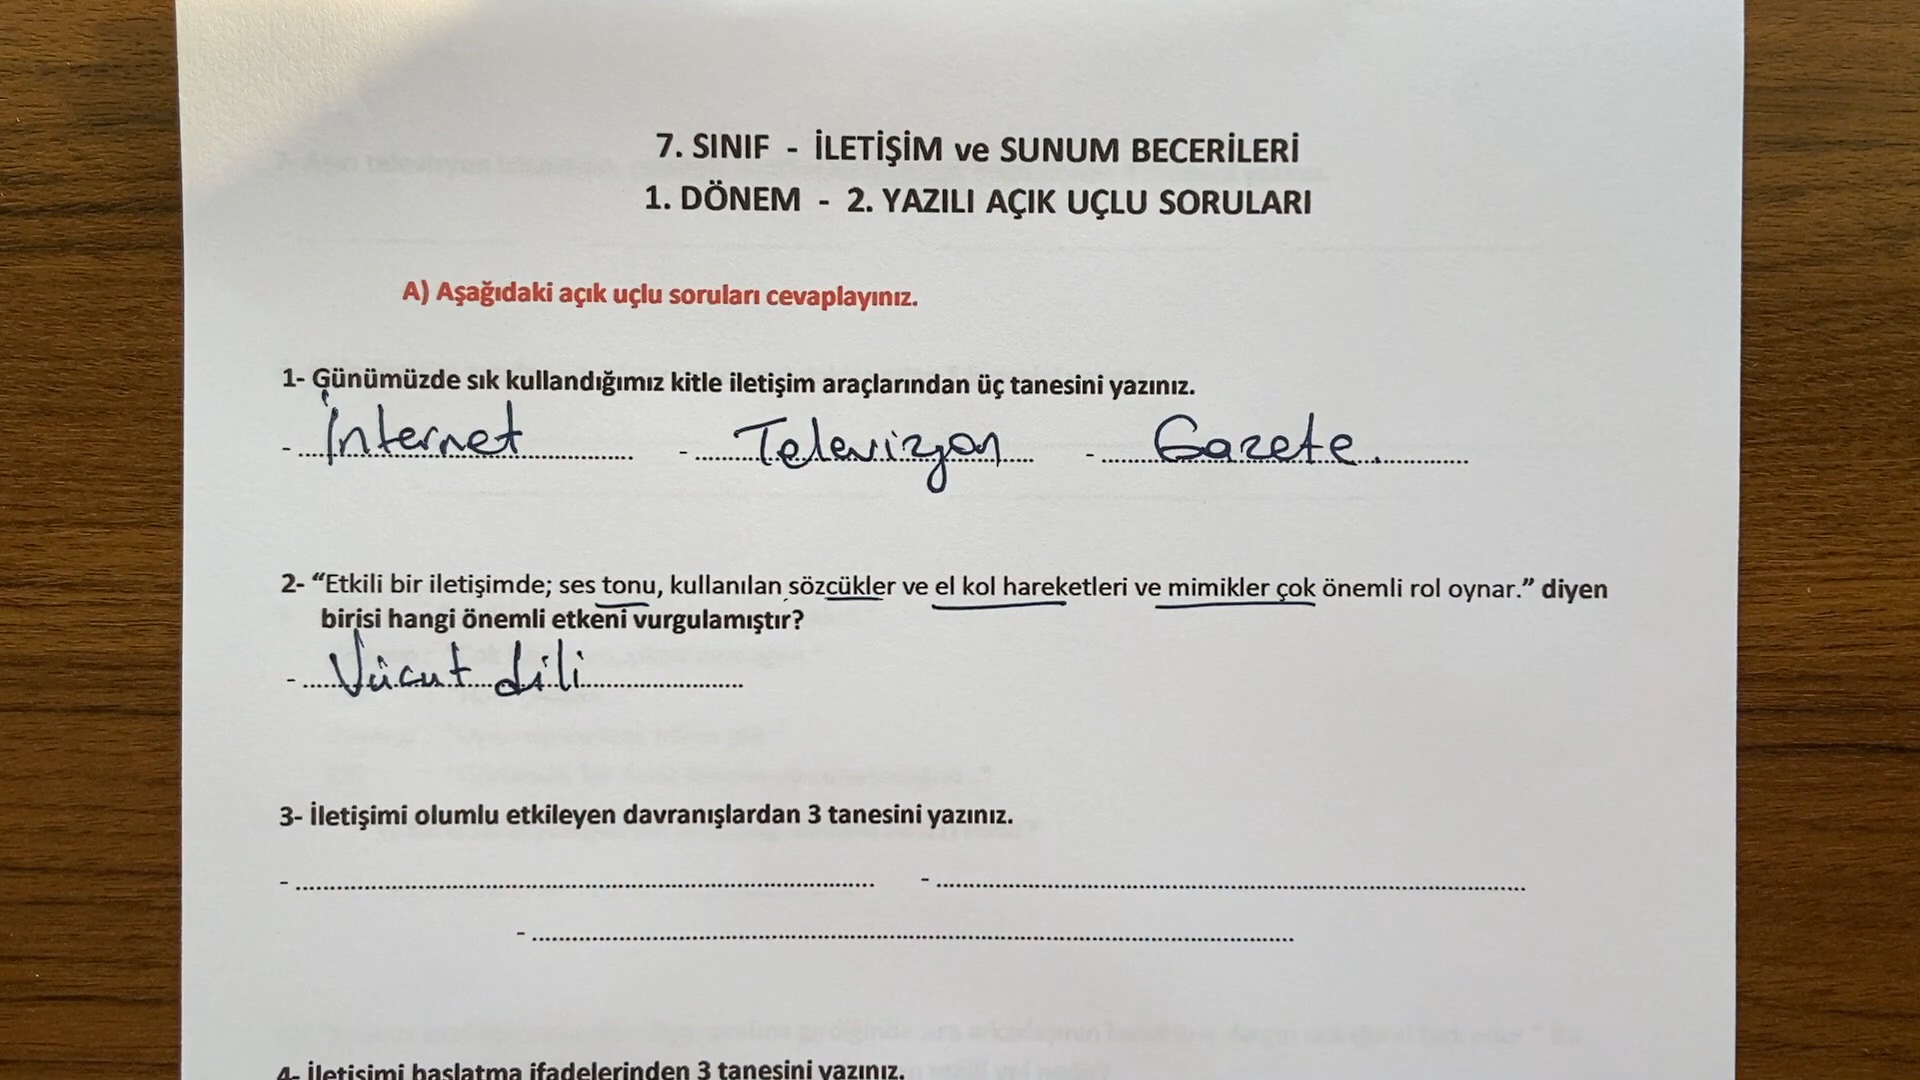 7. SINIF - İLETİŞİM ve SUNUM BECERİLERİ
1. DÖNEM - 2. YAZILI AÇIK UÇLU SORULARI
A) Aşağıdaki açık uçlu soruları cevaplayınız.
1- Günümüzde sık kullandığımız kitle iletişim araçlarından üç tanesini yazınız.
- İnternet - Televizyon - Gazete.
2- “Etkili bir iletişimde; ses tonu, kullanılan sözcükler ve el kol hareketleri ve mimikler çok önemli rol oynar.” diyen
birisi hangi önemli etkeni vurgulamıştır?
- Vücut dili
3- İletişimi olumlu etkileyen davranışlardan 3 tanesini yazınız.
4- İletişimi başlatma ifadelerinden 3 tanesini yazınız.